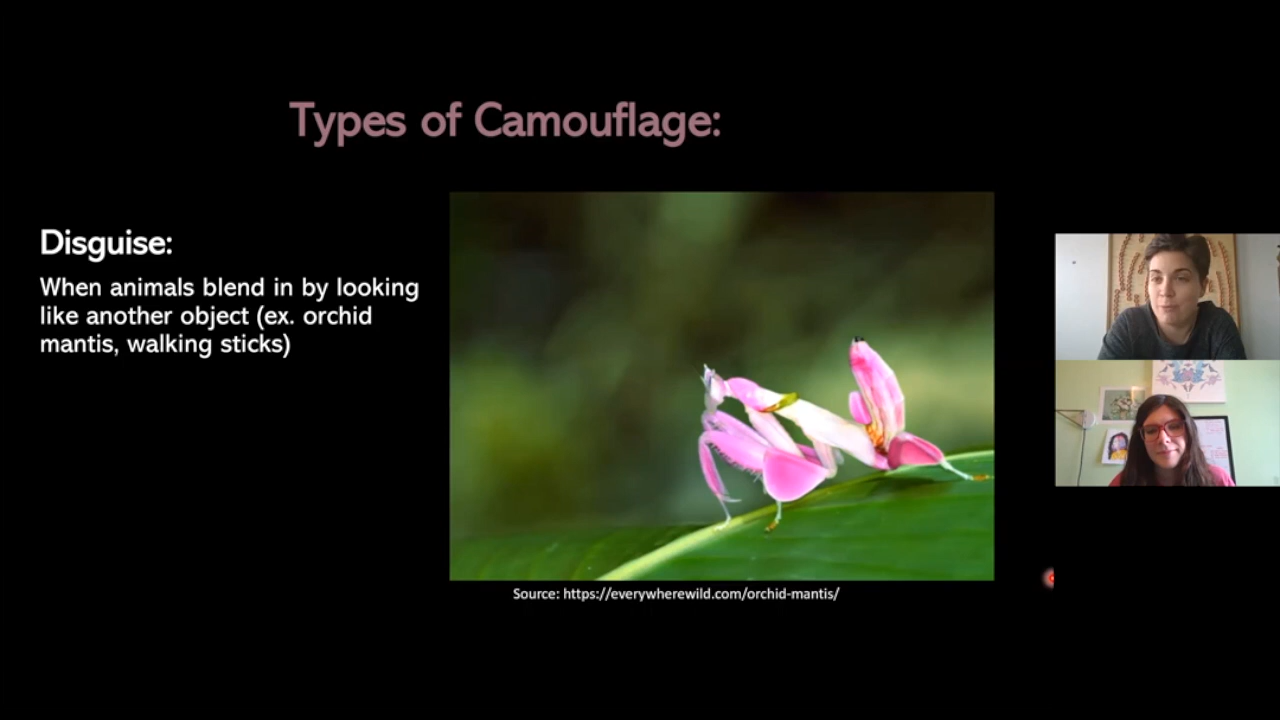 Types of Camouflage:
Disguise:
When animals blend in by looking
like another object (ex. orchid
mantis, walking sticks)
Source: https://everywherewild.com/orchid-mantis/